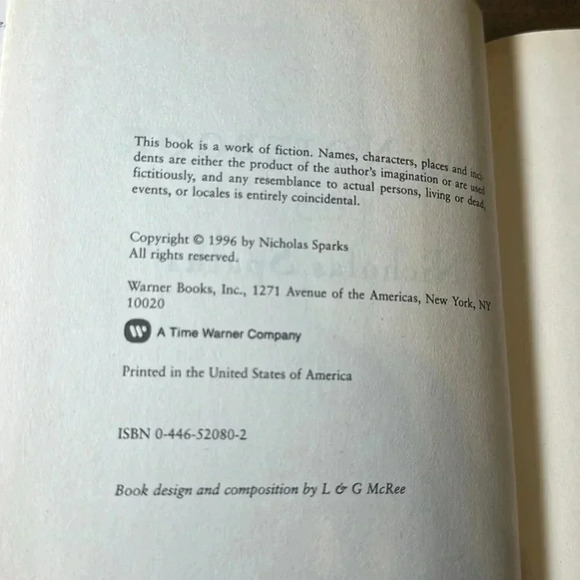 This book is a work of fiction. Names, characters, places and inci-
dents are either the product of the author's imagination or are used
fictitiously, and any resemblance to actual persons, living or dead,
events, or locales is entirely coincidental.
Copyright © 1996 by Nicholas Sparks
All rights reserved.
Warner Books, Inc., 1271 Avenue of the Americas, New York, NY
10020
A Time Warner Company
Printed in the United States of America
ISBN 0-446-52080-2
Book design and composition by L & G McRee